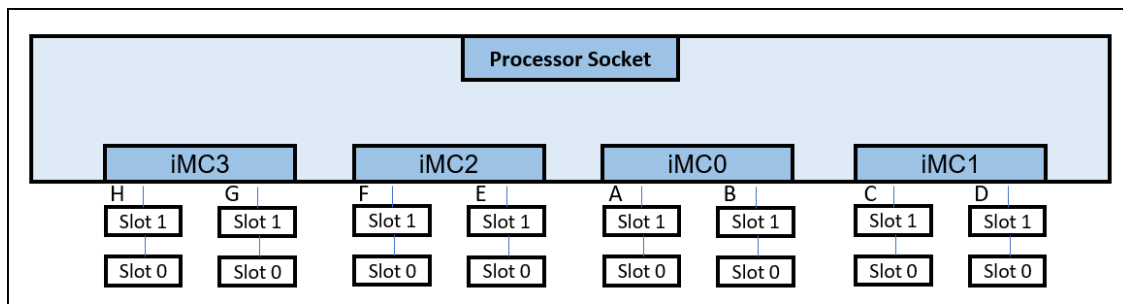 Processor Socket
iMC3 iMC2 iMC0 iMC1
H G F E A B C D
Slot 1 Slot 1 Slot 1 Slot 1 Slot 1 Slot 1 Slot 1 Slot 1
Slot 0 Slot 0 Slot 0 Slot 0 Slot 0 Slot 0 Slot 0 Slot 0